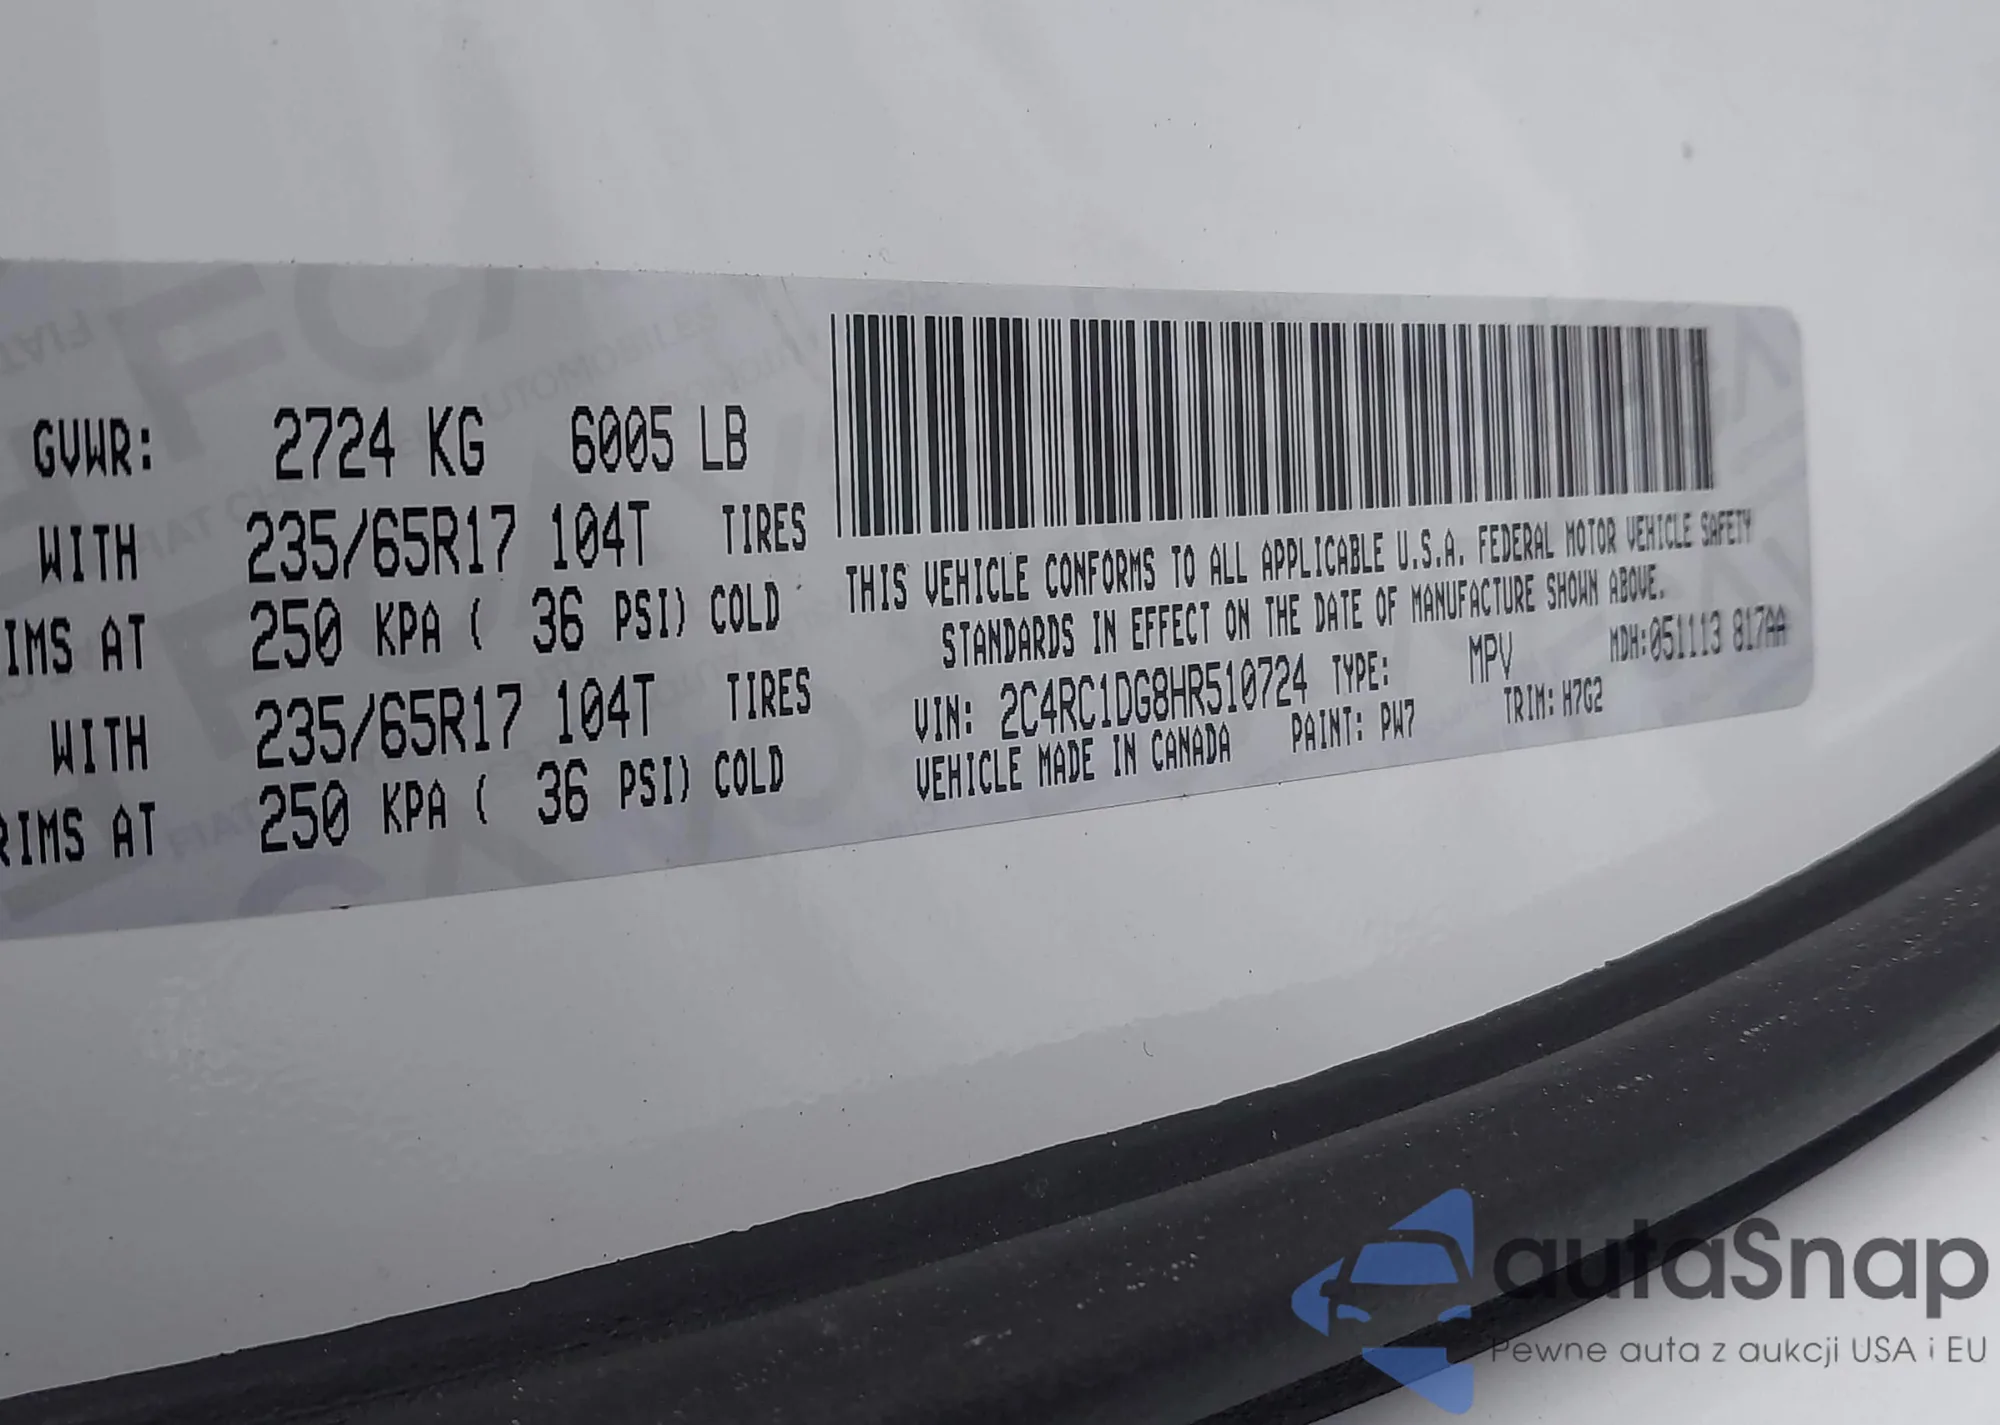 GVWR: 2724 KG 6005 LB
WITH 235/65R17 104T TIRES
IMS AT 250 KPA ( 36 PSI) COLD
WITH 235/65R17 104T TIRES
RIMS AT 250 KPA ( 36 PSI) COLD
THIS VEHICLE CONFORMS TO ALL APPLICABLE U.S.A. FEDERAL MOTOR VEHICLE SAFETY
STANDARDS IN EFFECT ON THE DATE OF MANUFACTURE SHOWN ABOVE.
VIN: 2C4RC1DG8HR510724 TYPE: MPV MDH:051113 817AA
VEHICLE MADE IN CANADA PAINT: PW7 TRIM: H7G2
autaSnap
Pewne auta z aukcji USA i EU